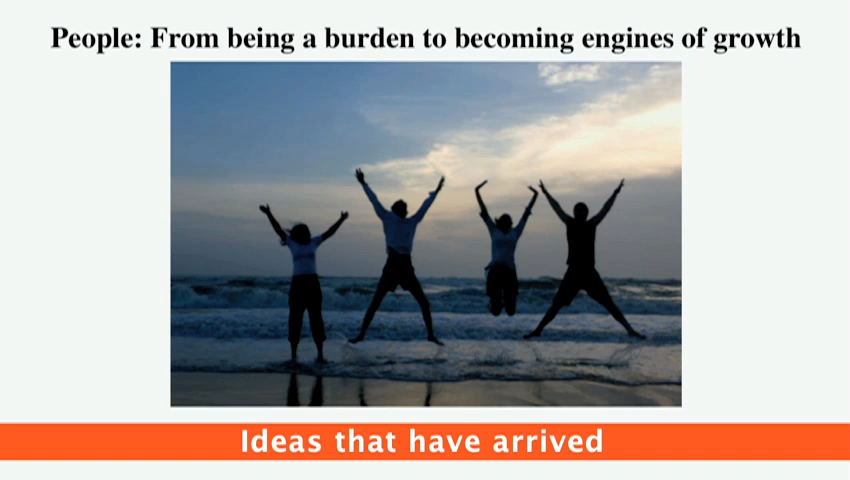 People: From being a burden to becoming engines of growth
Ideas that have arrived